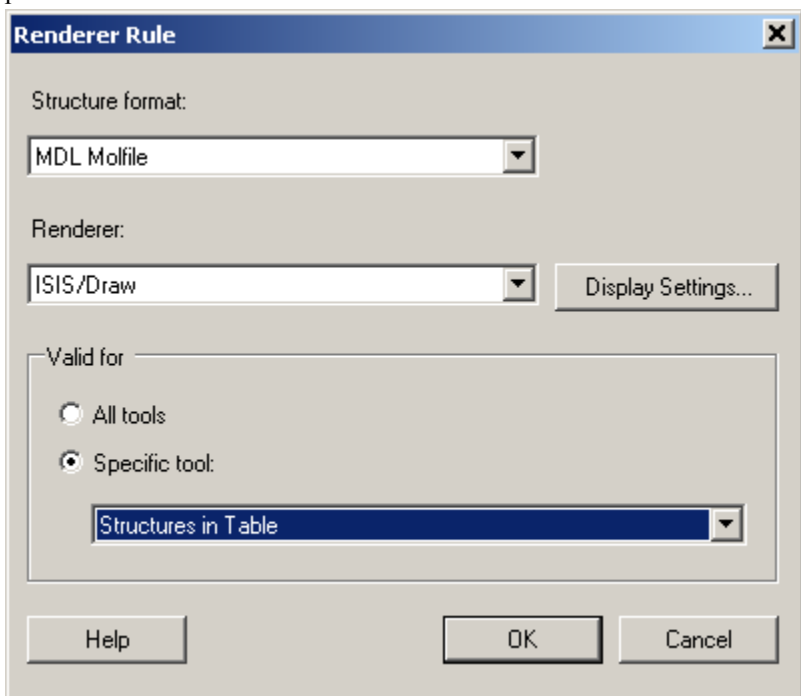 Renderer Rule
Structure format:
MDL Molfile
Renderer:
ISIS/Draw
Display Settings...
Valid for
All tools
Specific tool:
Structures in Table
Help
OK
Cancel